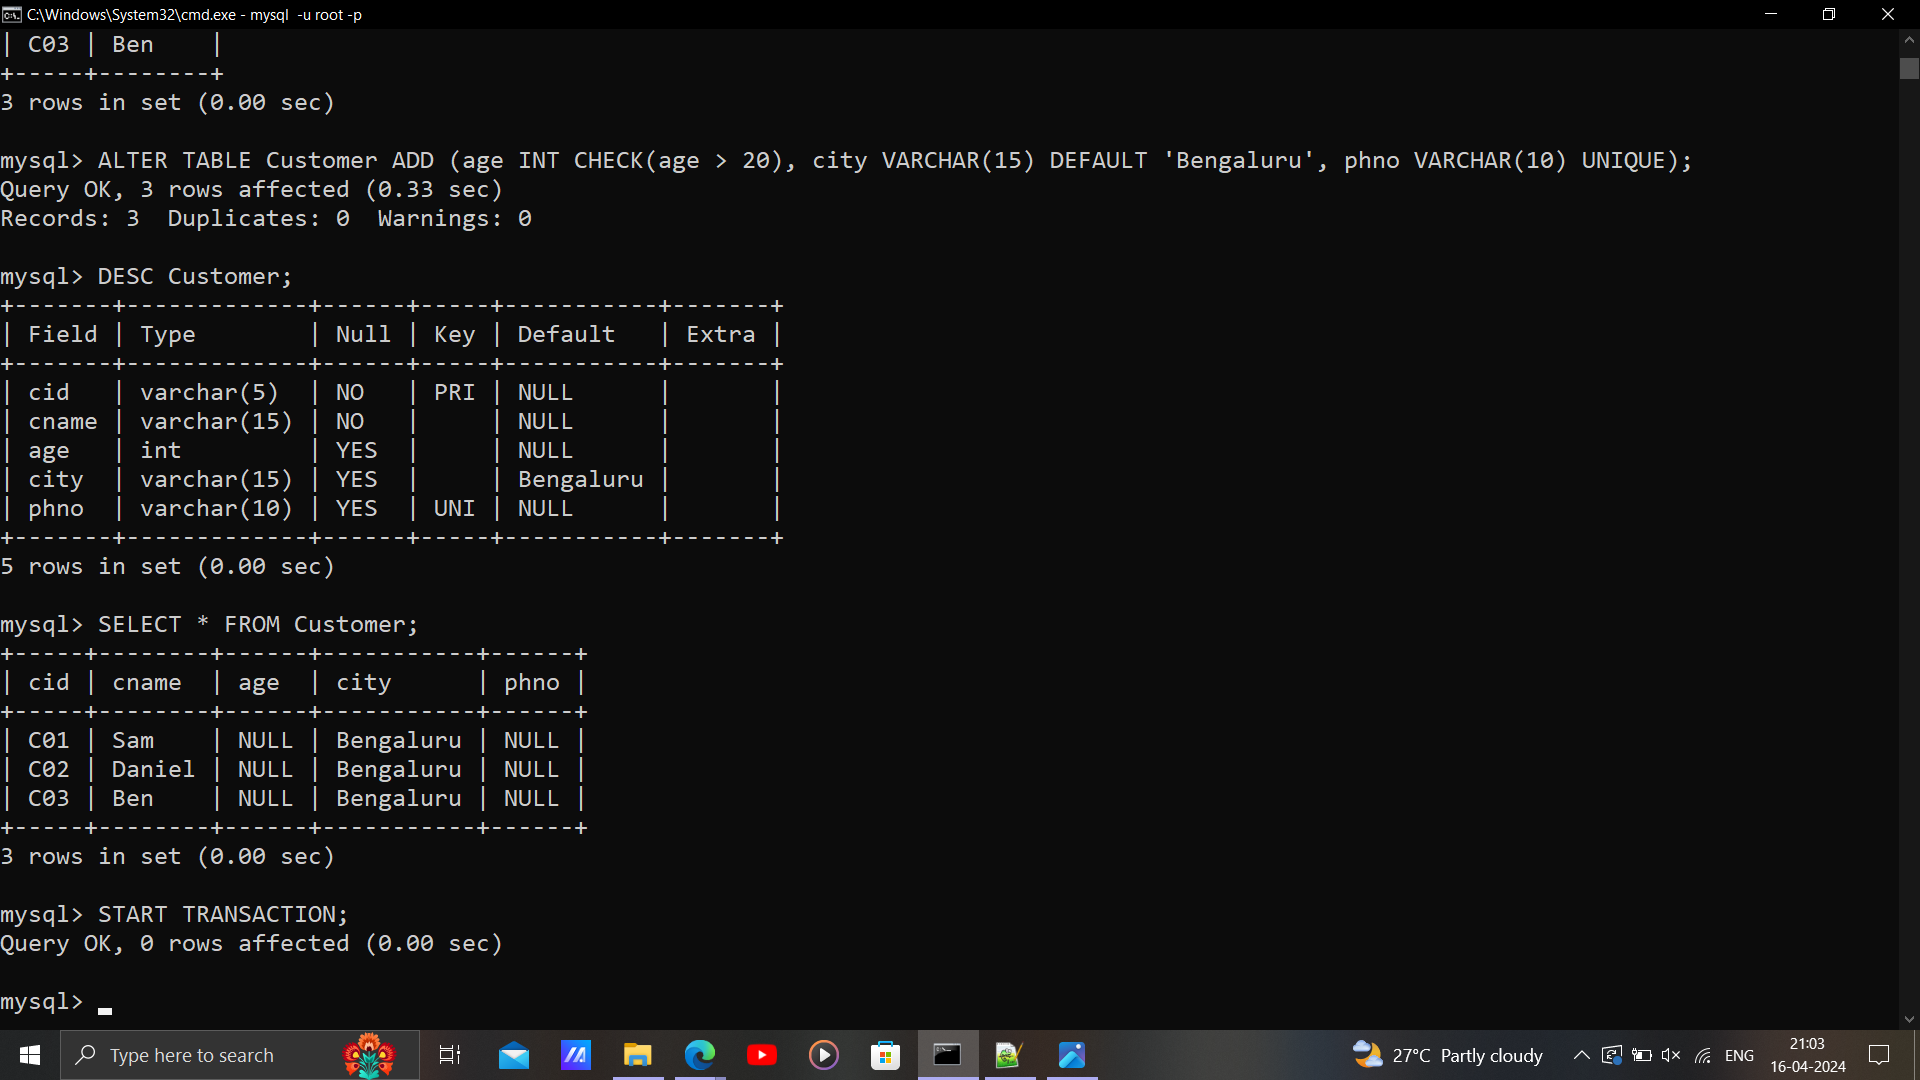 C:\Windows\System32\cmd.exe - mysql  -u root -p
| C03 | Ben    |
+-----+--------+
3 rows in set (0.00 sec)
mysql> ALTER TABLE Customer ADD (age INT CHECK(age > 20), city VARCHAR(15) DEFAULT 'Bengaluru', phno VARCHAR(10) UNIQUE);
Query OK, 3 rows affected (0.33 sec)
Records: 3  Duplicates: 0  Warnings: 0
mysql> DESC Customer;
+-------+-------------+------+-----+-----------+-------+
| Field | Type        | Null | Key | Default   | Extra |
+-------+-------------+------+-----+-----------+-------+
| cid   | varchar(5)  | NO   | PRI | NULL      |       |
| cname | varchar(15) | NO   |     | NULL      |       |
| age   | int         | YES  |     | NULL      |       |
| city  | varchar(15) | YES  |     | Bengaluru |       |
| phno  | varchar(10) | YES  | UNI | NULL      |       |
+-------+-------------+------+-----+-----------+-------+
5 rows in set (0.00 sec)
mysql> SELECT * FROM Customer;
+-----+--------+------+-----------+------+
| cid | cname  | age  | city      | phno |
+-----+--------+------+-----------+------+
| C01 | Sam    | NULL | Bengaluru | NULL |
| C02 | Daniel | NULL | Bengaluru | NULL |
| C03 | Ben    | NULL | Bengaluru | NULL |
+-----+--------+------+-----------+------+
3 rows in set (0.00 sec)
mysql> START TRANSACTION;
Query OK, 0 rows affected (0.00 sec)
mysql> _
Type here to search
27°C  Partly cloudy
ENG
21:03
16-04-2024